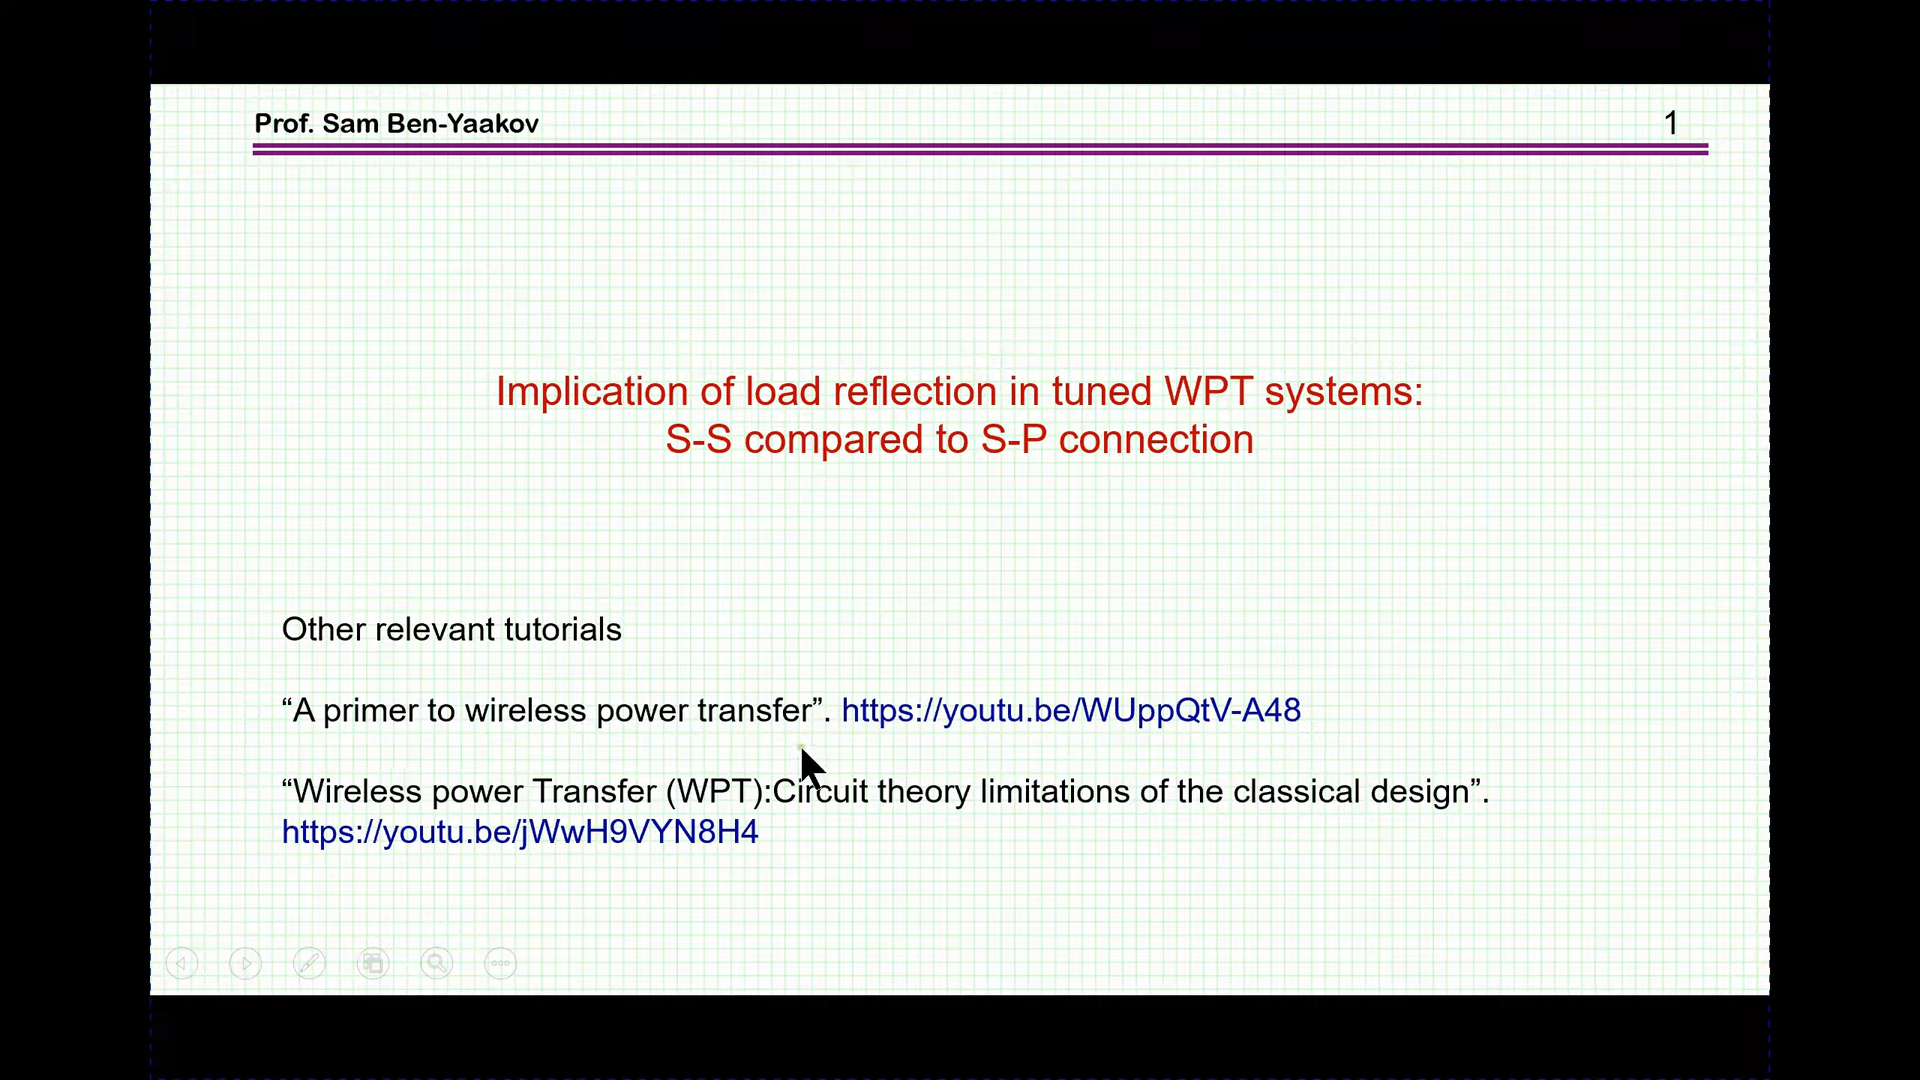 Prof. Sam Ben-Yaakov
1
Implication of load reflection in tuned WPT systems:
S-S compared to S-P connection
Other relevant tutorials
“A primer to wireless power transfer”. https://youtu.be/WUppQtV-A48
“Wireless power Transfer (WPT):Circuit theory limitations of the classical design”.
https://youtu.be/jWwH9VYN8H4